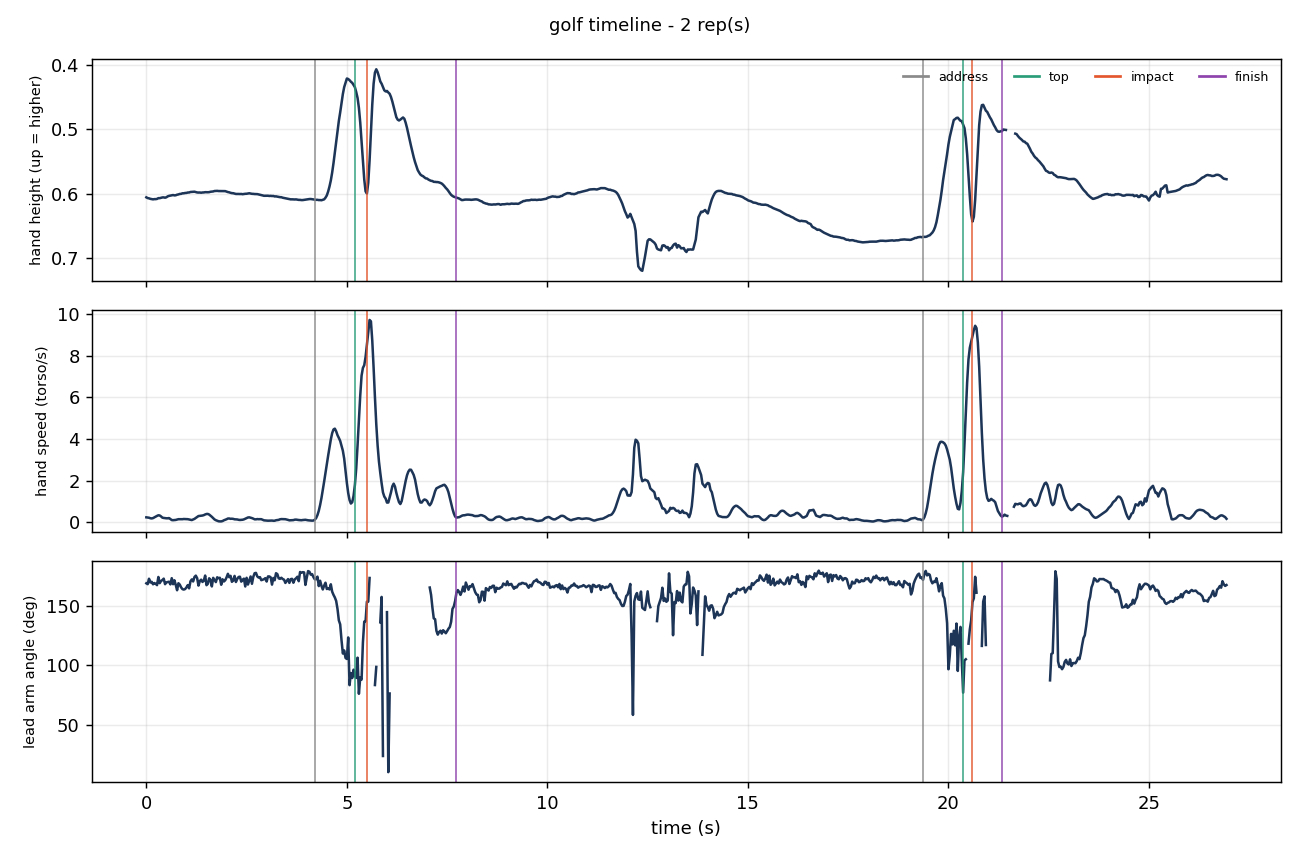 golf timeline - 2 rep(s)
address top impact finish
hand height (up = higher)
0.4
0.5
0.6
0.7
hand speed (torso/s)
10
8
6
4
2
0
lead arm angle (deg)
150
100
50
0 5 10 15 20 25
time (s)